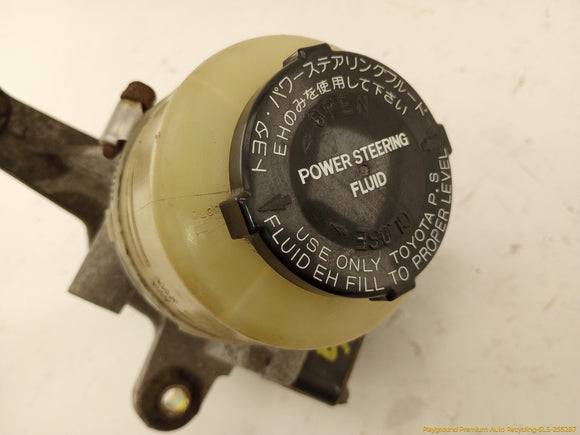 トヨタ・パワーステアリングフルード
EHのみを使用して下さい
OPEN
POWER STEERING
FLUID
CLOSE
USE ONLY TOYOTA P.S
FLUID EH FILL TO PROPER LEVEL
Playground Premium Auto Recycling-SLS-255287